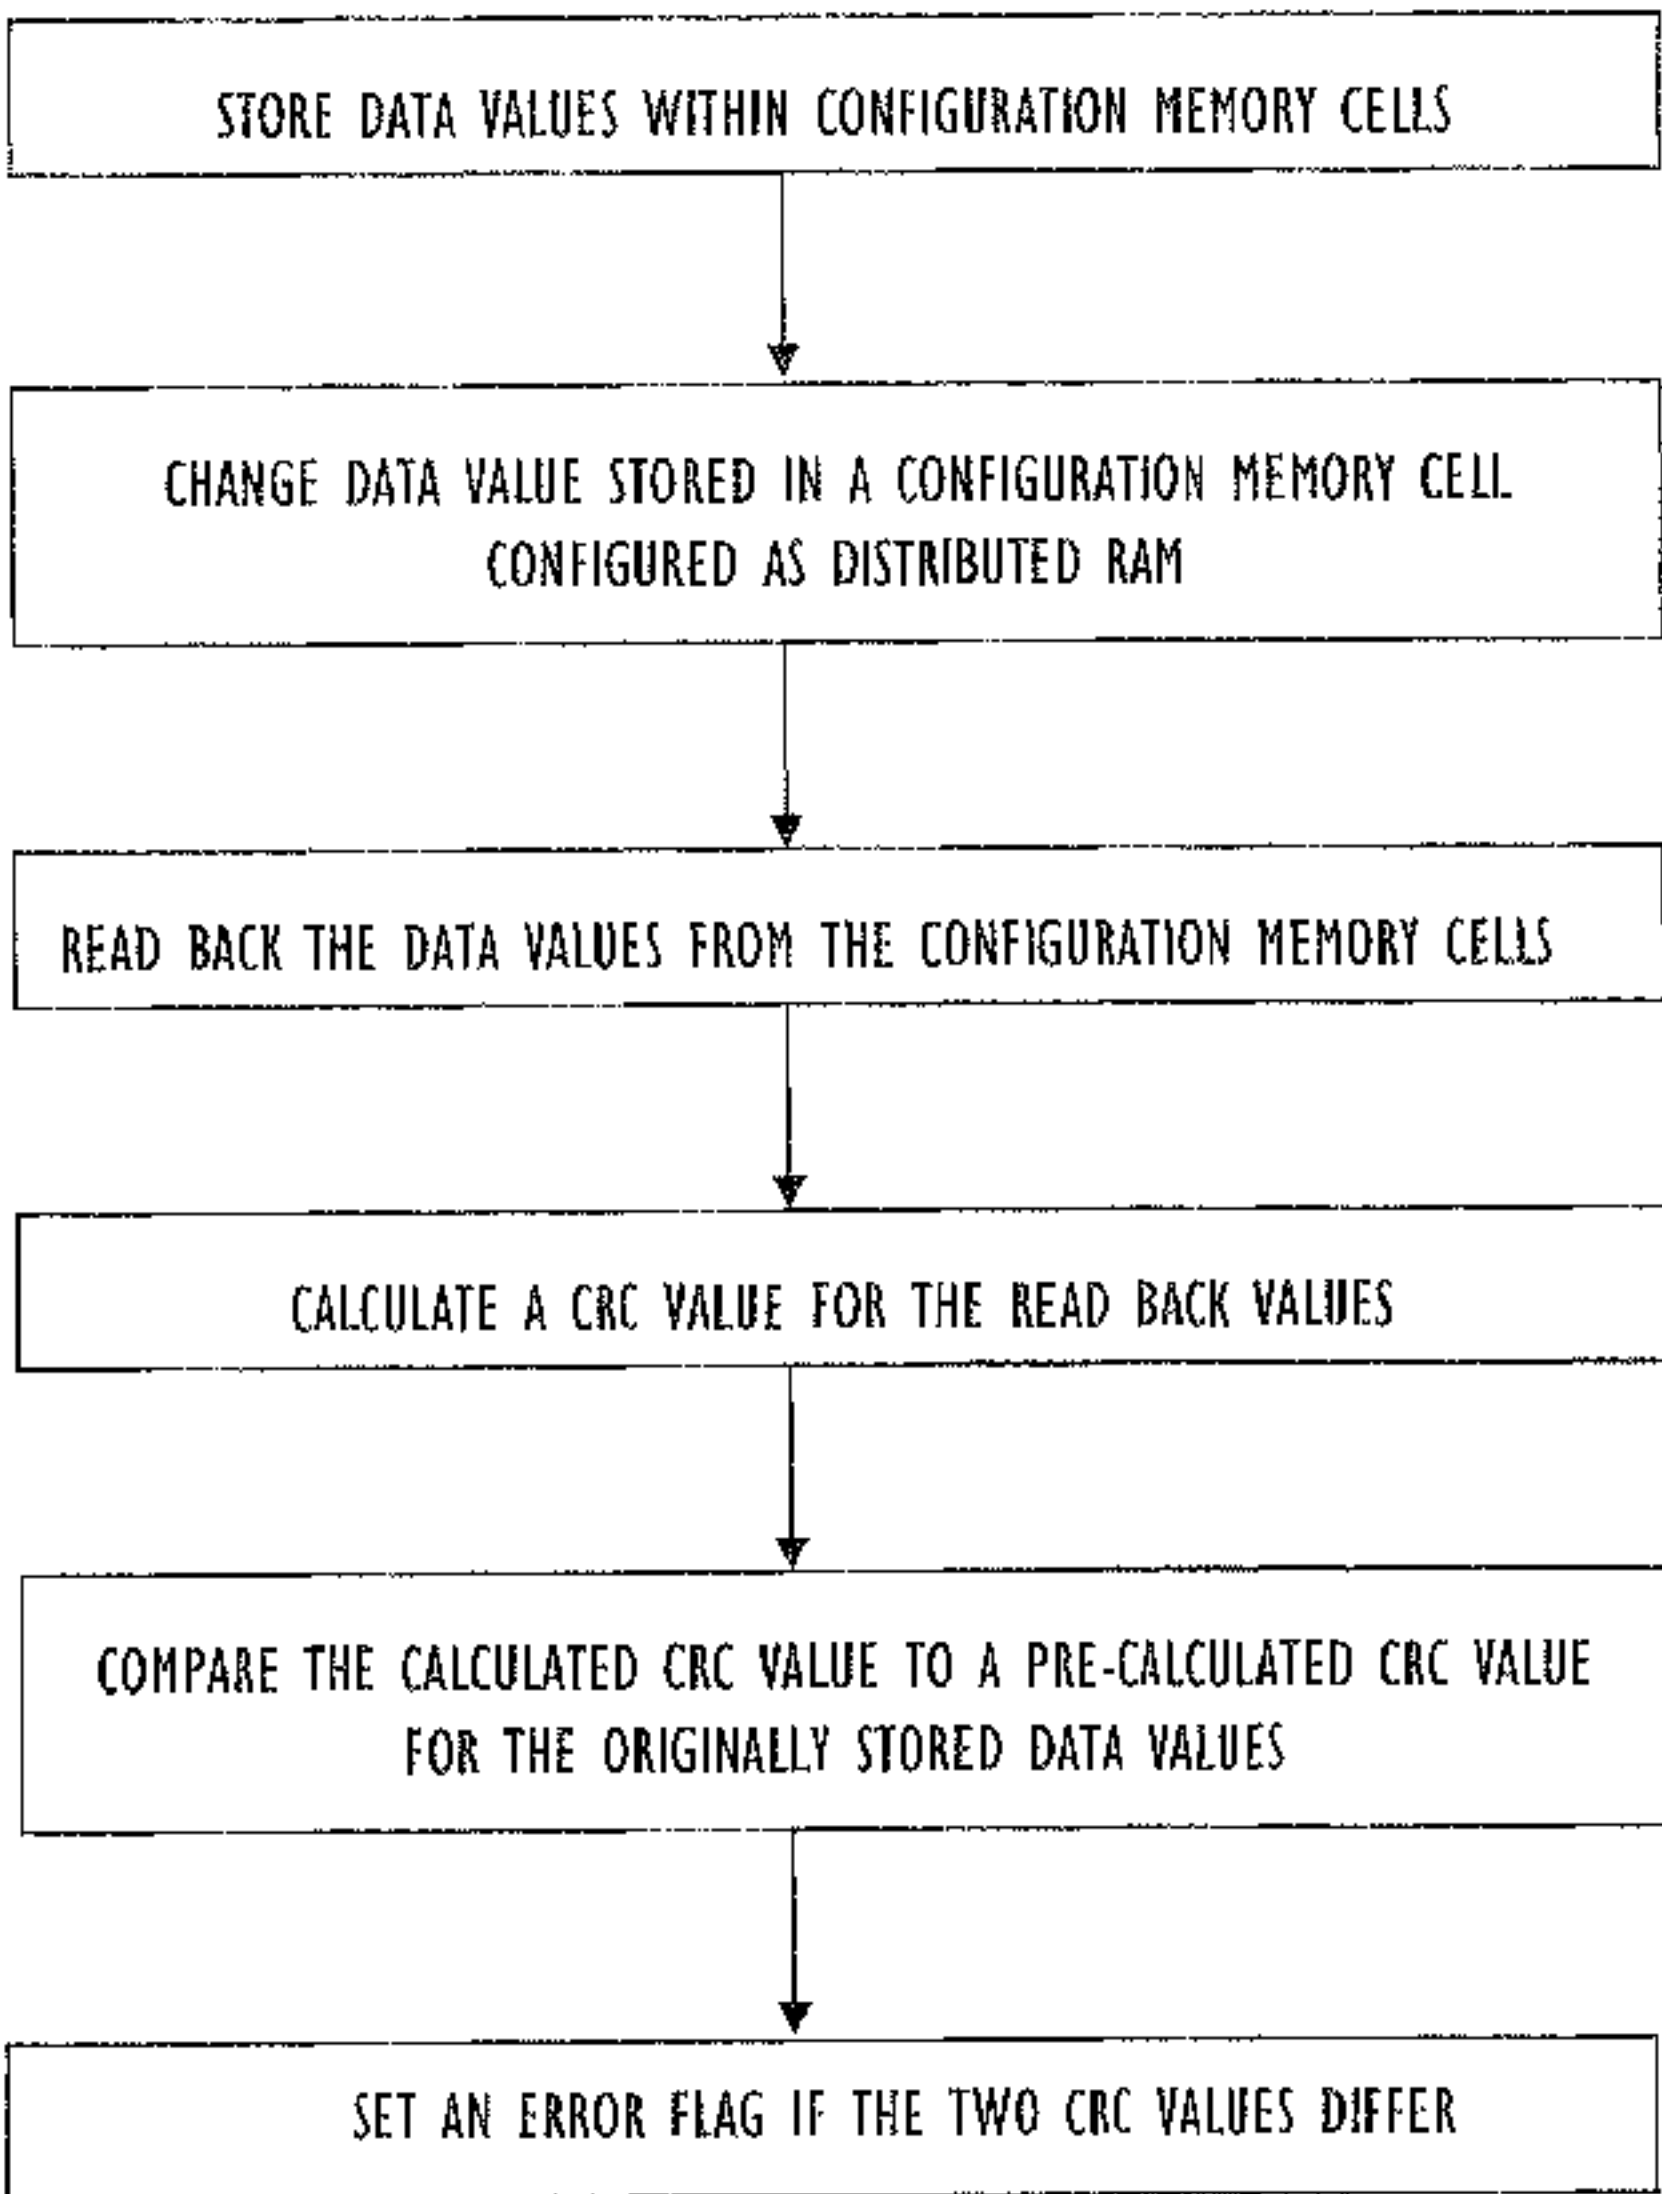 STORE DATA VALUES WITHIN CONFIGURATION MEMORY CELLS
CHANGE DATA VALUE STORED IN A CONFIGURATION MEMORY CELL
CONFIGURED AS DISTRIBUTED RAM
READ BACK THE DATA VALUES FROM THE CONFIGURATION MEMORY CELLS
CALCULATE A CRC VALUE FOR THE READ BACK VALUES
COMPARE THE CALCULATED CRC VALUE TO A PRE-CALCULATED CRC VALUE
FOR THE ORIGINALLY STORED DATA VALUES
SET AN ERROR FLAG IF THE TWO CRC VALUES DIFFER